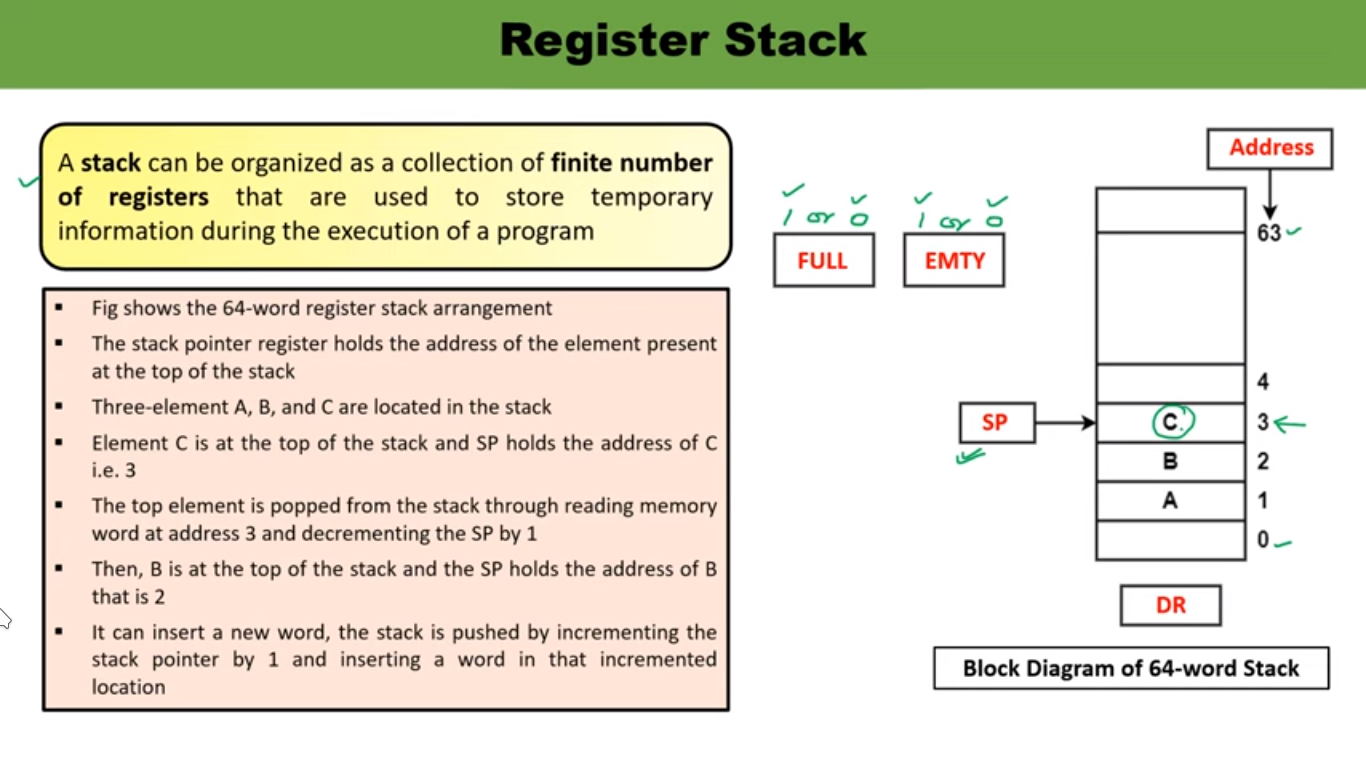 Register Stack
A stack can be organized as a collection of finite number
of registers that are used to store temporary
information during the execution of a program
▪ Fig shows the 64-word register stack arrangement
▪ The stack pointer register holds the address of the element present
at the top of the stack
▪ Three-element A, B, and C are located in the stack
▪ Element C is at the top of the stack and SP holds the address of C
i.e. 3
▪ The top element is popped from the stack through reading memory
word at address 3 and decrementing the SP by 1
▪ Then, B is at the top of the stack and the SP holds the address of B
that is 2
▪ It can insert a new word, the stack is pushed by incrementing the
stack pointer by 1 and inserting a word in that incremented
location
1 or 0
1 or 0
FULL
EMTY
Address
63
4
SP
C
3
B
2
A
1
0
DR
Block Diagram of 64-word Stack